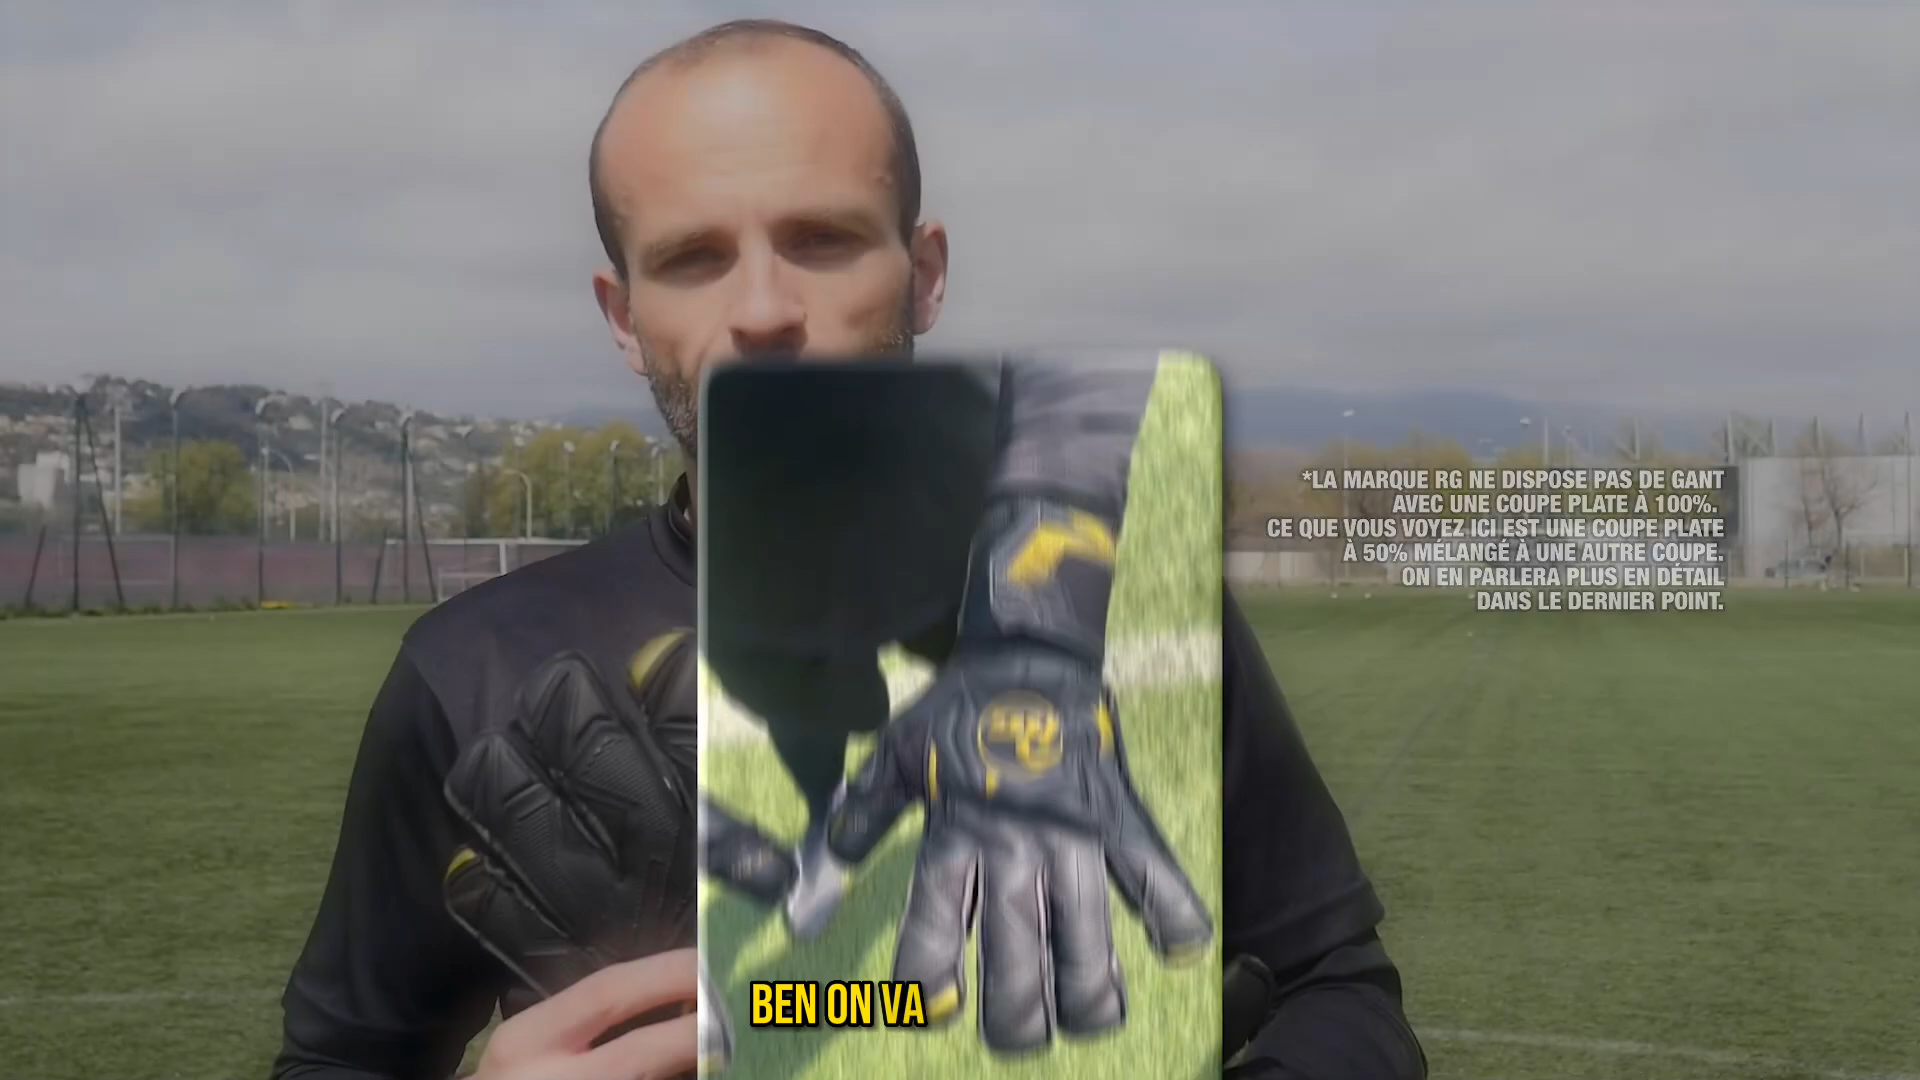 *LA MARQUE RG NE DISPOSE PAS DE GANT
AVEC UNE COUPE PLATE À 100%.
CE QUE VOUS VOYEZ ICI EST UNE COUPE PLATE
À 50% MÉLANGÉ À UNE AUTRE COUPE.
ON EN PARLERA PLUS EN DÉTAIL
DANS LE DERNIER POINT.
BEN ON VA